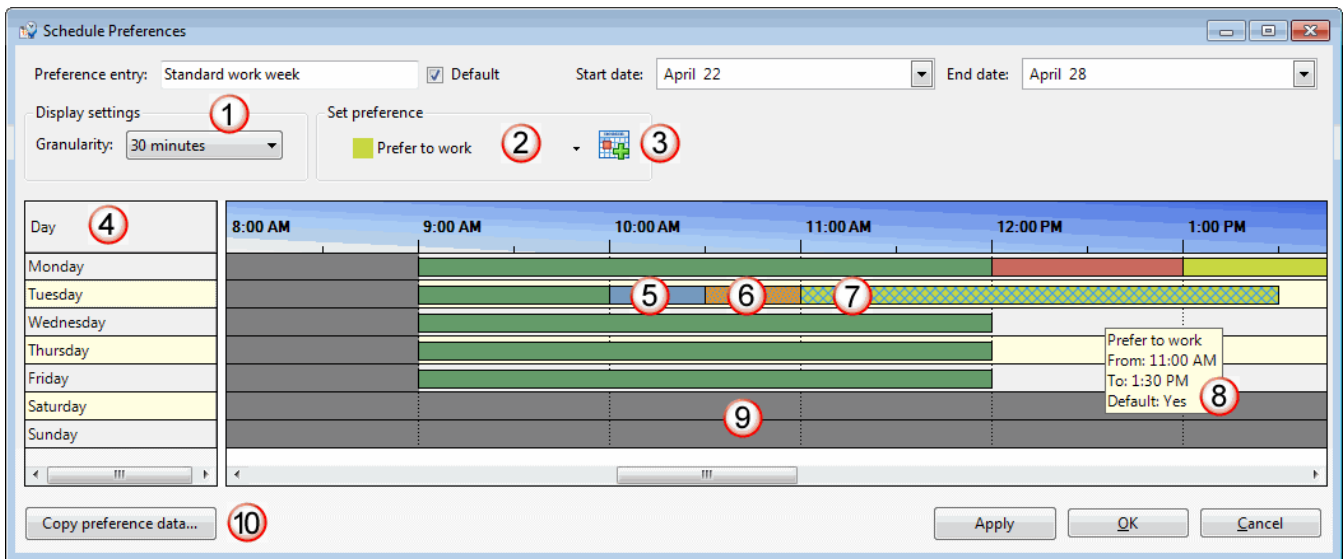 Schedule Preferences
Preference entry: Standard work week Default Start date: April 22 End date: April 28
Display settings 1 Set preference
Granularity: 30 minutes Prefer to work 2 3
Day 4 8:00 AM 9:00 AM 10:00 AM 11:00 AM 12:00 PM 1:00 PM
Monday
Tuesday 5 6 7
Wednesday
Thursday
Friday
Saturday
Sunday
Prefer to work
From: 11:00 AM
To: 1:30 PM
Default: Yes 8
9
Copy preference data... 10 Apply OK Cancel